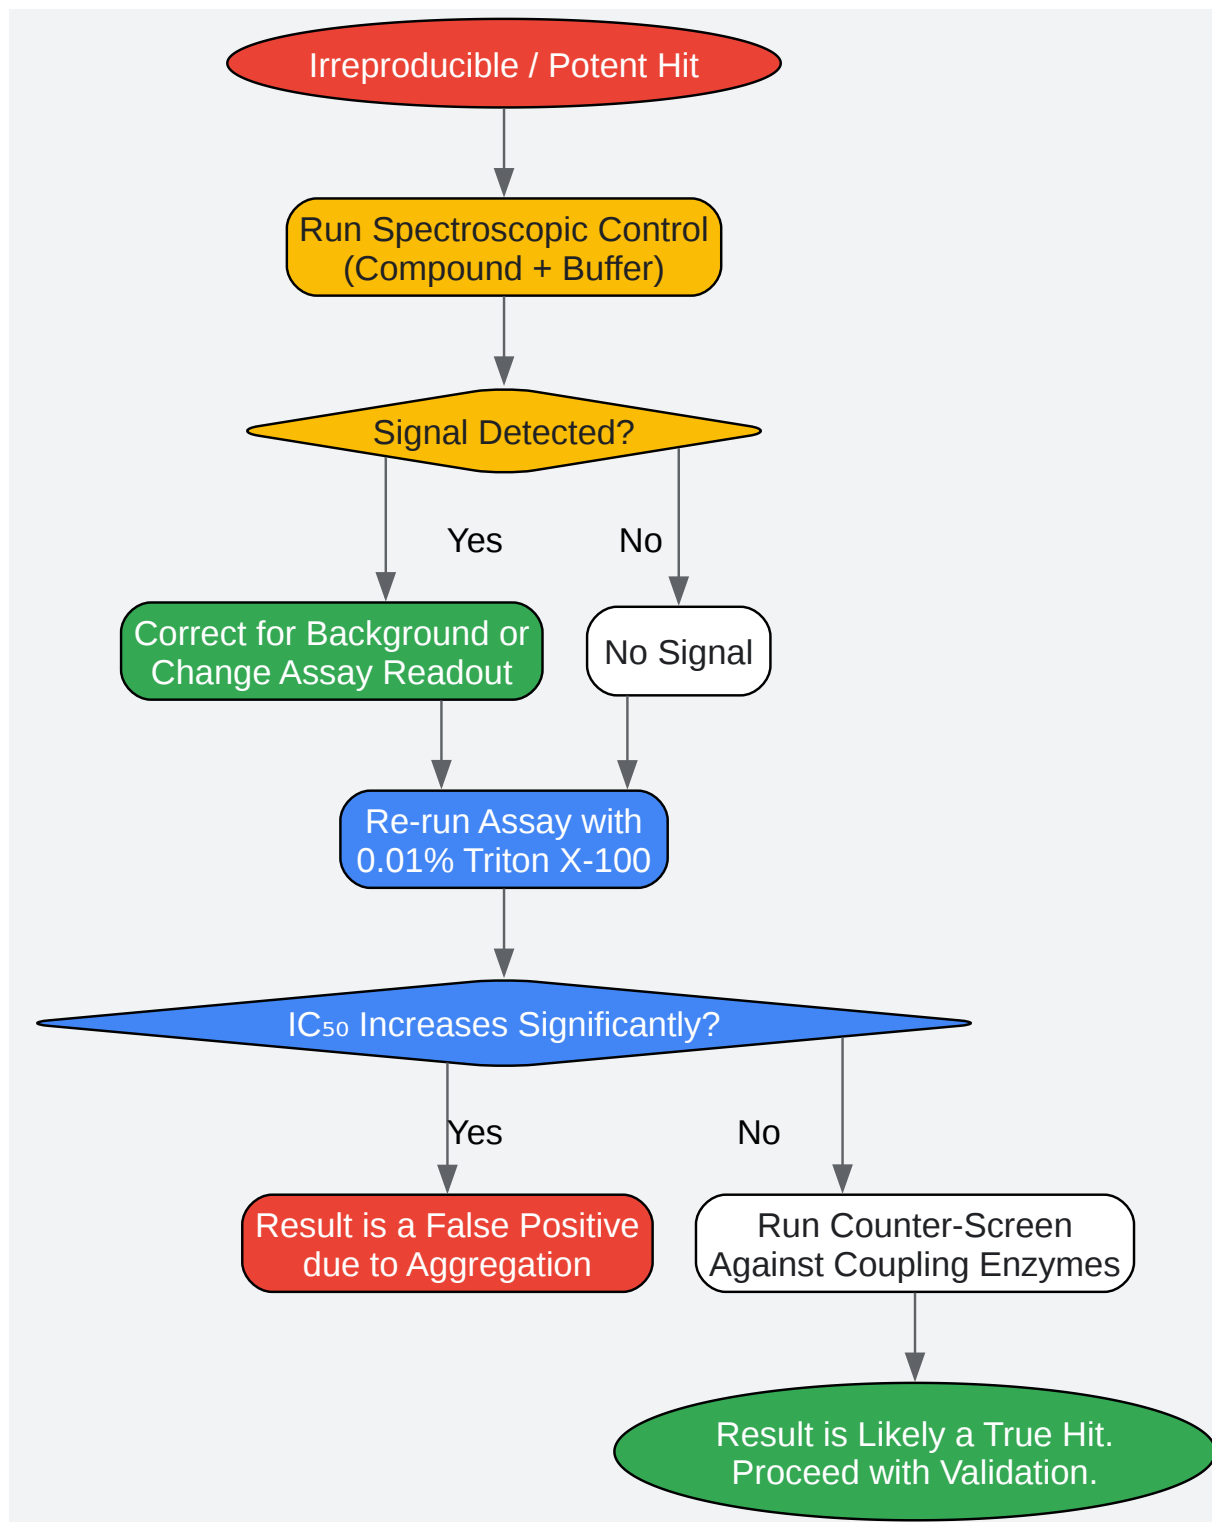 Irreproducible / Potent Hit
Run Spectroscopic Control
(Compound + Buffer)
Signal Detected?
Yes
No
Correct for Background or
Change Assay Readout
No Signal
Re-run Assay with
0.01% Triton X-100
IC₅₀ Increases Significantly?
Yes
No
Result is a False Positive
due to Aggregation
Run Counter-Screen
Against Coupling Enzymes
Result is Likely a True Hit.
Proceed with Validation.